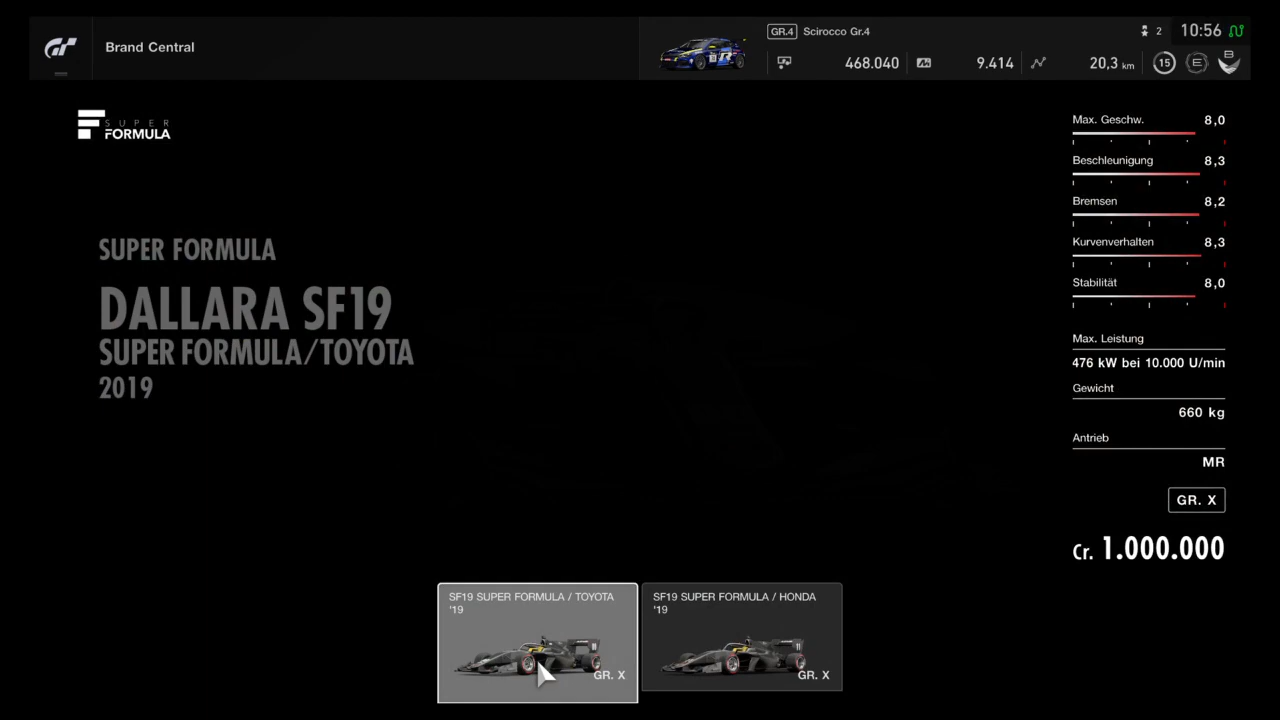 Brand Central
GR.4 Scirocco Gr.4
2
10:56
468.040
9.414
20,3 km
15
E
B
SUPER
FORMULA
SUPER FORMULA
DALLARA SF19
SUPER FORMULA/TOYOTA
2019
Max. Geschw. 8,0
Beschleunigung 8,3
Bremsen 8,2
Kurvenverhalten 8,3
Stabilität 8,0
Max. Leistung
476 kW bei 10.000 U/min
Gewicht
660 kg
Antrieb
MR
GR. X
Cr. 1.000.000
SF19 SUPER FORMULA / TOYOTA
'19
GR. X
SF19 SUPER FORMULA / HONDA
'19
GR. X